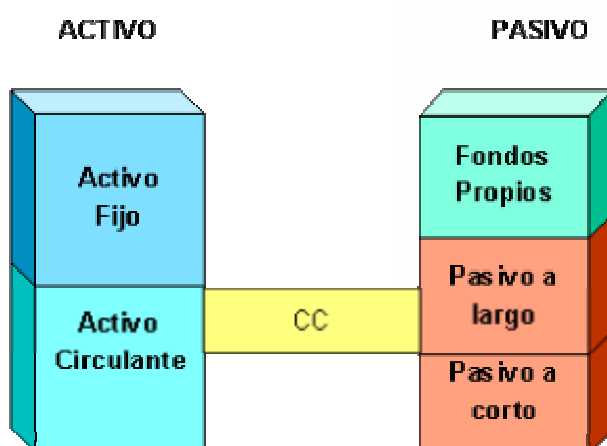 ACTIVO
PASIVO
Activo
Fijo
Activo
Circulante
CC
Fondos
Propios
Pasivo a
largo
Pasivo a
corto